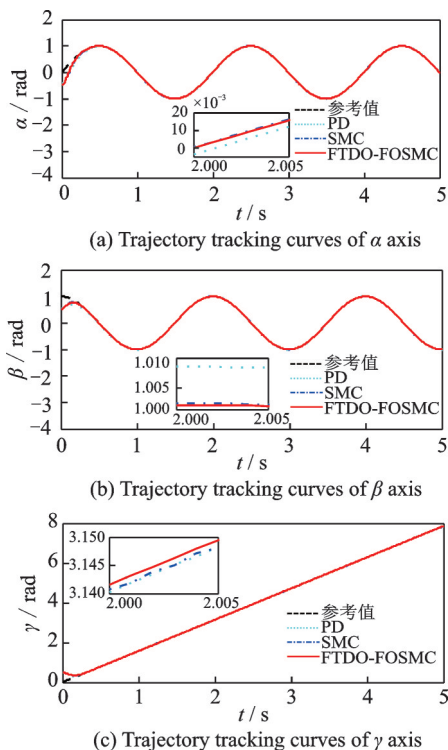 2
1
0
−1
−2
−3
−4
α / rad
×10⁻³
20
10
0
2.000 2.005
参考值
PD
SMC
FTDO-FOSMC
0 1 2 3 4 5
t / s
(a) Trajectory tracking curves of α axis
2
1
0
−1
−2
−3
−4
β / rad
1.010
1.005
1.000
2.000 2.005
参考值
PD
SMC
FTDO-FOSMC
0 1 2 3 4 5
t / s
(b) Trajectory tracking curves of β axis
8
6
4
2
0
γ / rad
3.150
3.145
3.140
2.000 2.005
参考值
PD
SMC
FTDO-FOSMC
0 1 2 3 4 5
t / s
(c) Trajectory tracking curves of γ axis